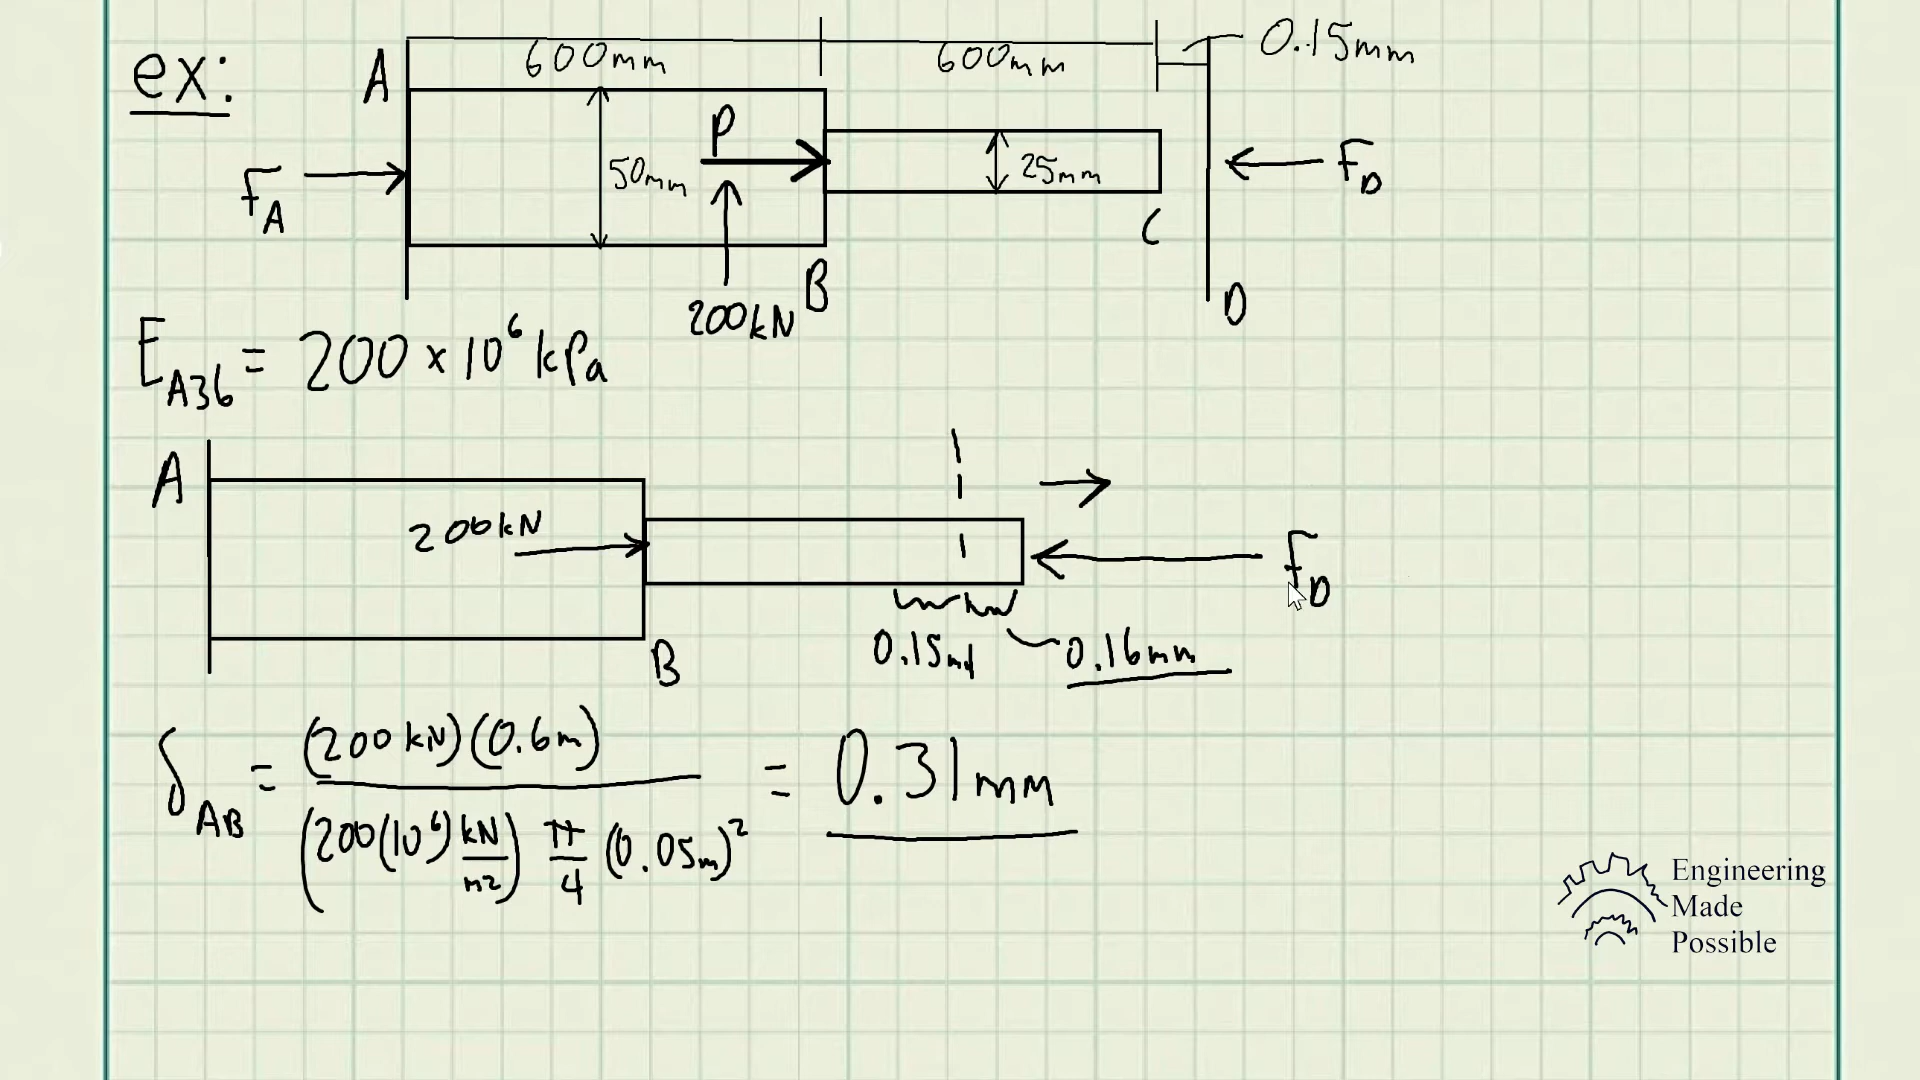 ex:
A
600mm
600mm
0.15mm
P
50mm
25mm
F_A
F_D
C
B
D
200kN
E_A36 = 200 × 10^6 kPa
A
200kN
F_D
B
0.15mm
0.16mm
δ_AB = (200 kN)(0.6m) / (200(10^6) kN/m2) π/4 (0.05m)^2 = 0.31mm
Engineering
Made
Possible